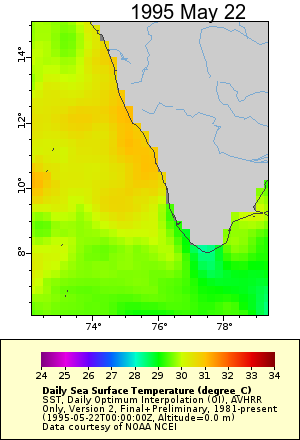 1995 May 22
14°
12°
10°
8°
74° 76° 78°
24 25 26 27 28 29 30 31 32 33 34
Daily Sea Surface Temperature (degree_C)
SST, Daily Optimum Interpolation (OI), AVHRR
Only, Version 2, Final+Preliminary, 1981-present
(1995-05-22T00:00:00Z, Altitude=0.0 m)
Data courtesy of NOAA NCEI